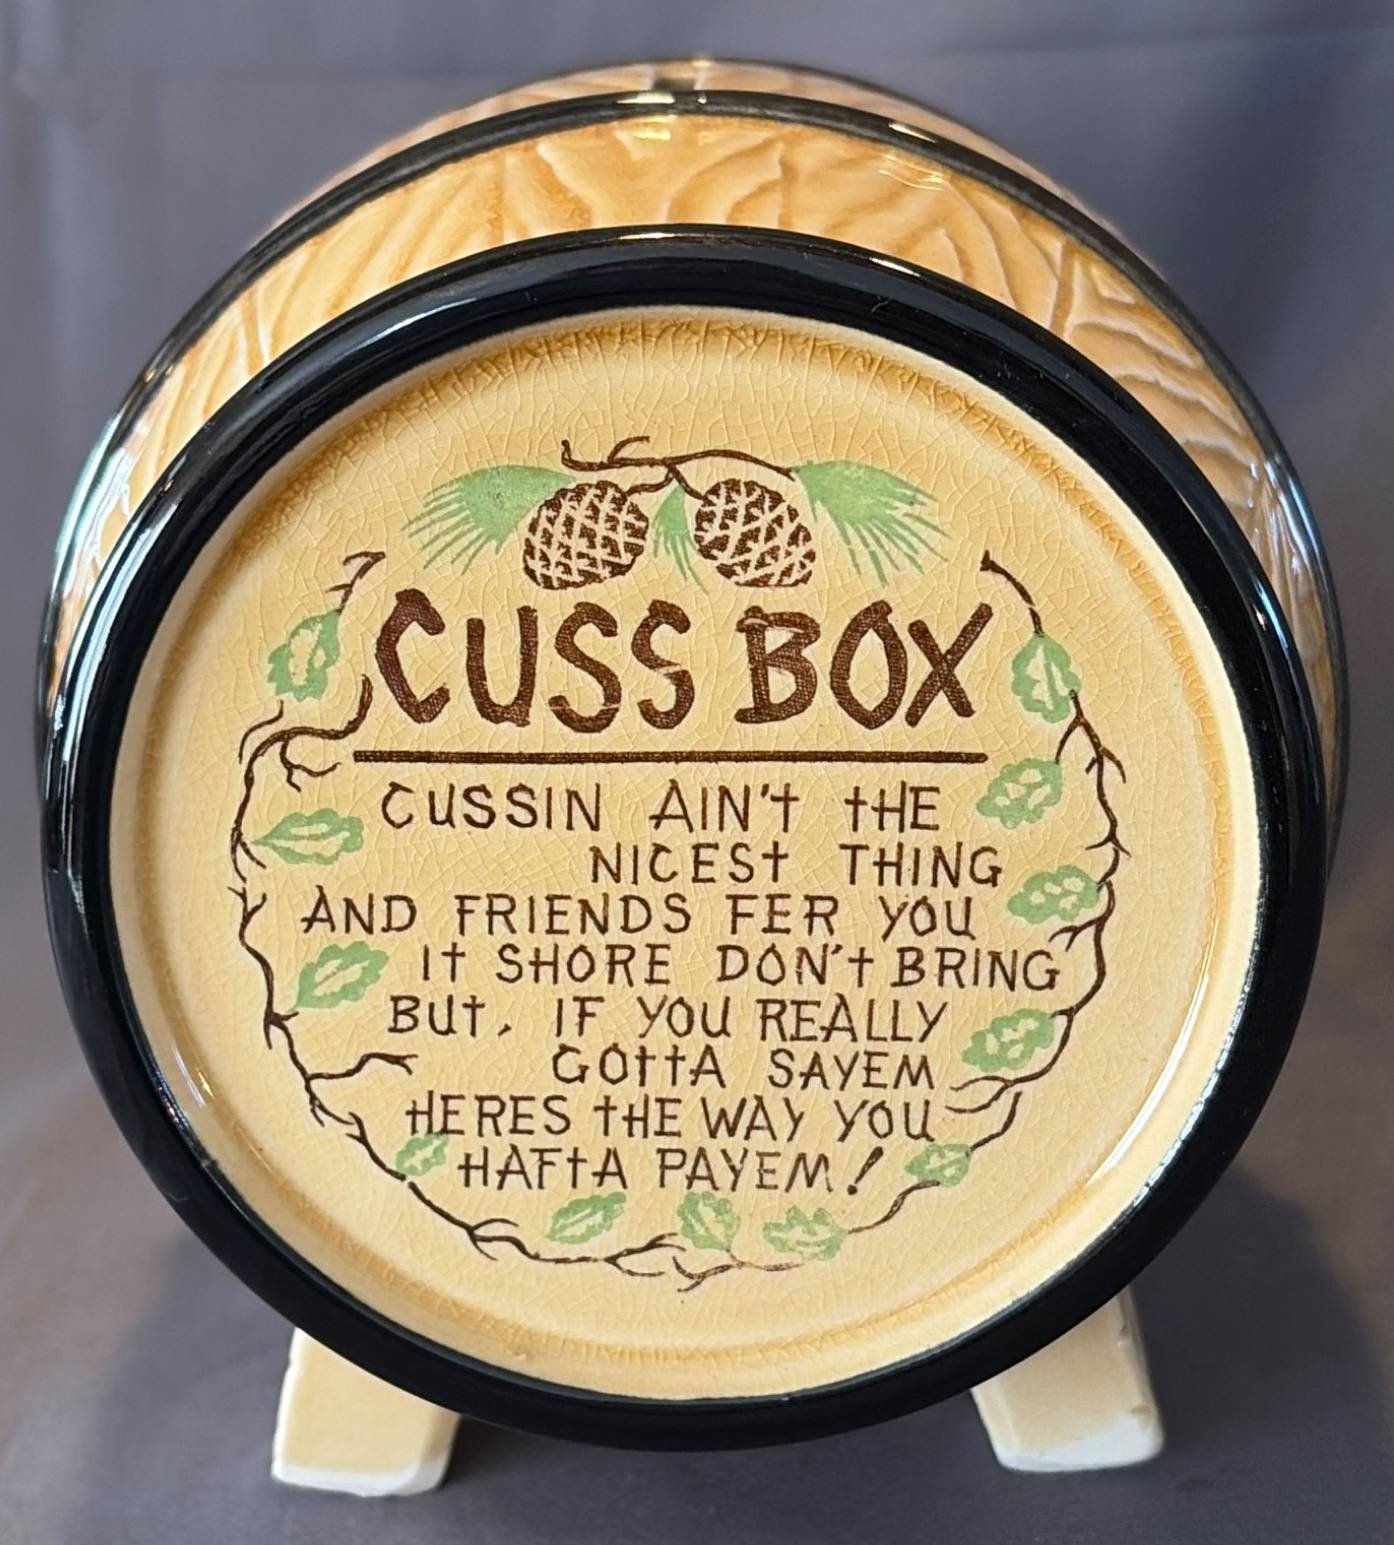 CUSS BOX
CUSSIN AIN't tHE
NICESt THING
AND FRIENDS FER YOU
It SHORE DON't BRING
BUt, IF YOU REALLY
GOttA SAYEM
HERES tHE WAY YOU
HAFtA PAYEM!